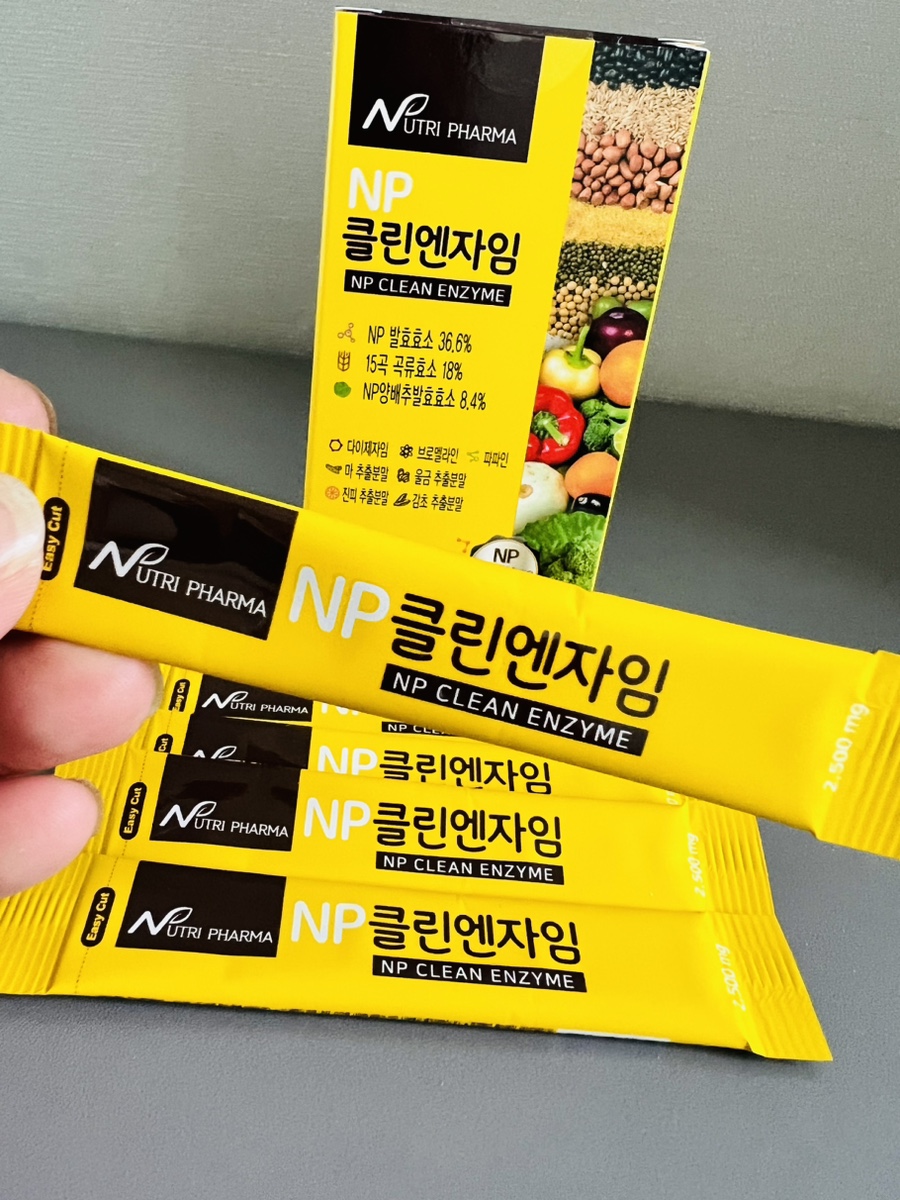 NUTRI PHARMA
NP
클린엔자임
NP CLEAN ENZYME
NP 발효효소 36.6%
15곡 곡류효소 18%
NP양배추발효효소 8.4%
다이제자임 브로멜라인 파파인
마 추출분말 울금 추출분말
진피 추출분말 감초 추출분말
NP
Easy Cut
NUTRI PHARMA
NP클린엔자임
NP CLEAN ENZYME
2.500 mg
Easy Cut
NUTRI PHARMA
NP CLEAN
NP클린엔자임
Easy Cut
NUTRI PHARMA
NP클린엔자임
NP CLEAN ENZYME
2.500 mg
Easy Cut
NUTRI PHARMA
NP클린엔자임
NP CLEAN ENZYME
2.500 mg